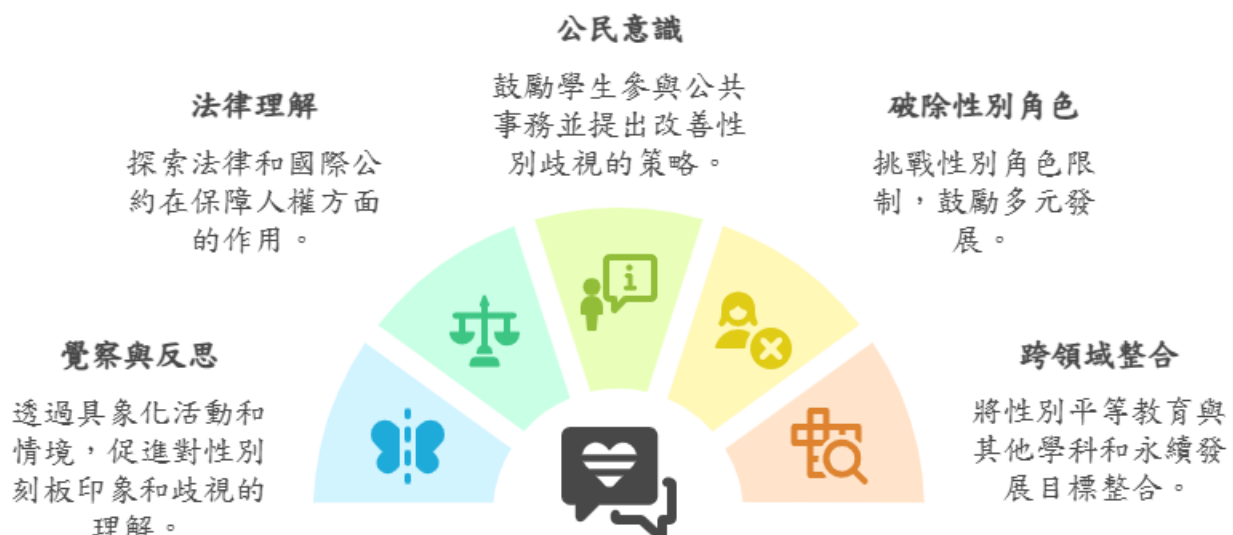 公民意識
鼓勵學生參與公共
事務並提出改善性
別歧視的策略。
法律理解
探索法律和國際公
約在保障人權方面
的作用。
破除性別角色
挑戰性別角色限
制，鼓勵多元發
展。
覺察與反思
透過具象化活動和
情境，促進對性別
刻板印象和歧視的
理解。
跨領域整合
將性別平等教育與
其他學科和永續發
展目標整合。
i